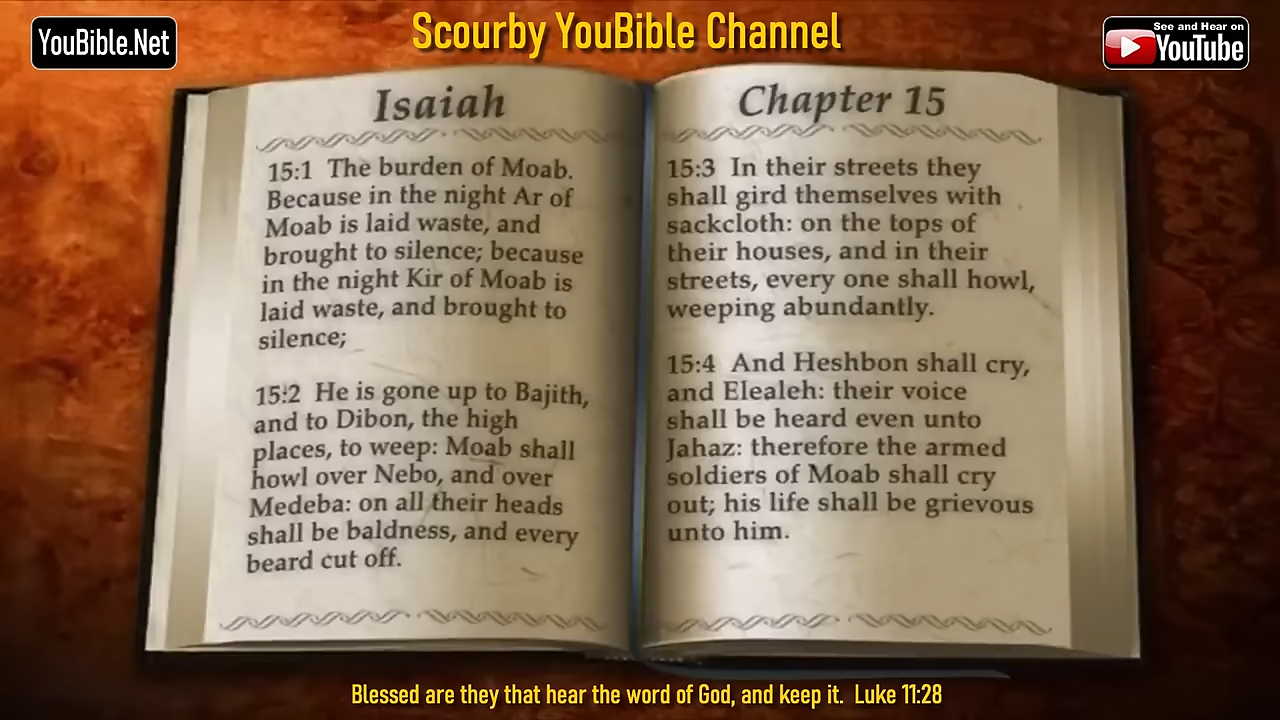 YouBible.Net
Scourby YouBible Channel
See and Hear on
YouTube
Isaiah
15:1 The burden of Moab.
Because in the night Ar of
Moab is laid waste, and
brought to silence; because
in the night Kir of Moab is
laid waste, and brought to
silence;
15:2 He is gone up to Bajith,
and to Dibon, the high
places, to weep: Moab shall
howl over Nebo, and over
Medeba: on all their heads
shall be baldness, and every
beard cut off.
Chapter 15
15:3 In their streets they
shall gird themselves with
sackcloth: on the tops of
their houses, and in their
streets, every one shall howl,
weeping abundantly.
15:4 And Heshbon shall cry,
and Elealeh: their voice
shall be heard even unto
Jahaz: therefore the armed
soldiers of Moab shall cry
out; his life shall be grievous
unto him.
Blessed are they that hear the word of God, and keep it. Luke 11:28